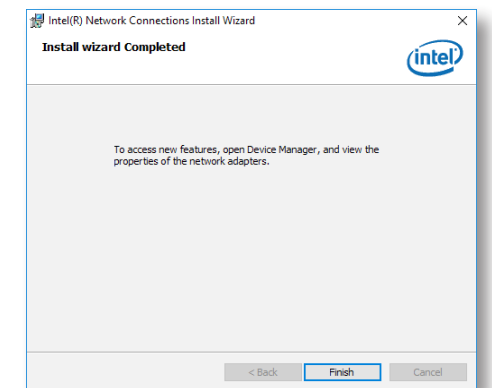 Intel(R) Network Connections Install Wizard
Install wizard Completed
intel
To access new features, open Device Manager, and view the
properties of the network adapters.
< Back
Finish
Cancel